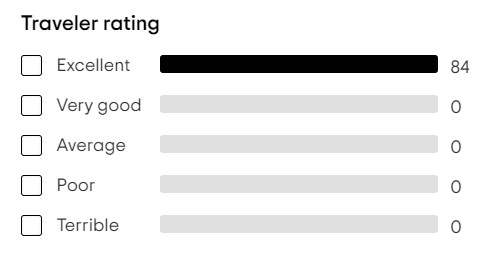 Traveler rating
Excellent 84
Very good 0
Average 0
Poor 0
Terrible 0